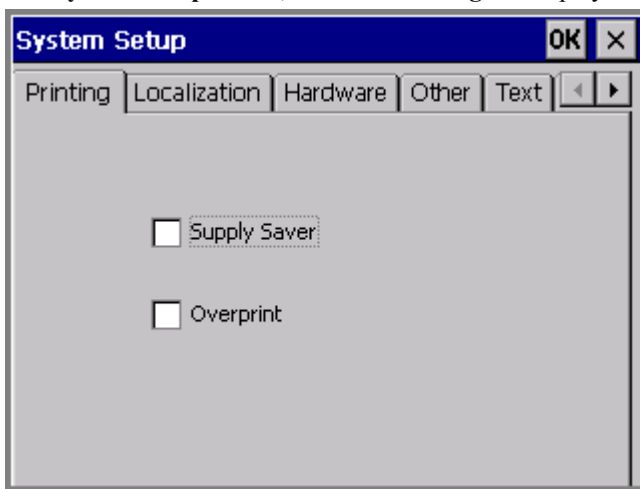 System Setup OK ×
Printing Localization Hardware Other Text
Supply Saver
Overprint